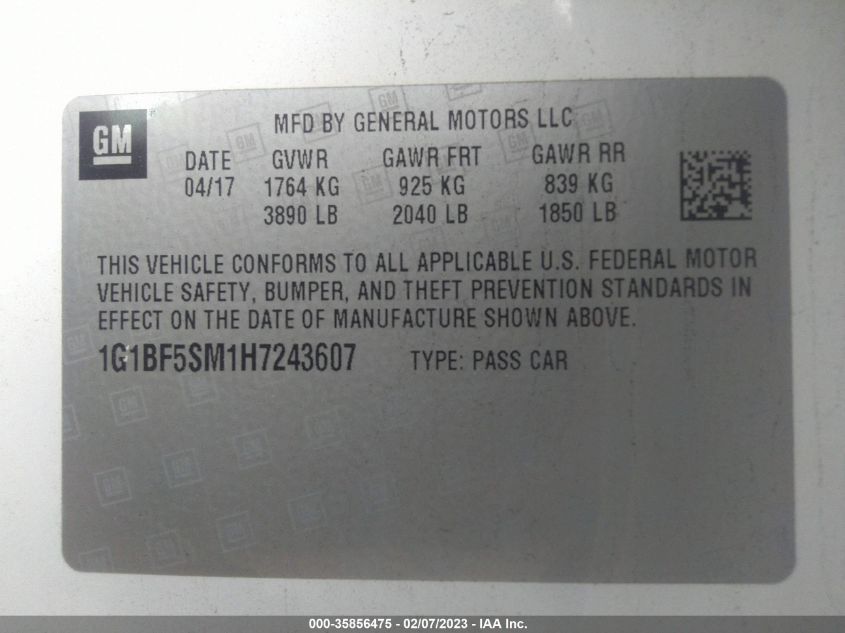 GM
MFD BY GENERAL MOTORS LLC
DATE GVWR GAWR FRT GAWR RR
04/17 1764 KG 925 KG 839 KG
3890 LB 2040 LB 1850 LB
THIS VEHICLE CONFORMS TO ALL APPLICABLE U.S. FEDERAL MOTOR
VEHICLE SAFETY, BUMPER, AND THEFT PREVENTION STANDARDS IN
EFFECT ON THE DATE OF MANUFACTURE SHOWN ABOVE.
1G1BF5SM1H7243607 TYPE: PASS CAR
000-35856475 — 02/07/2023 — IAA Inc.